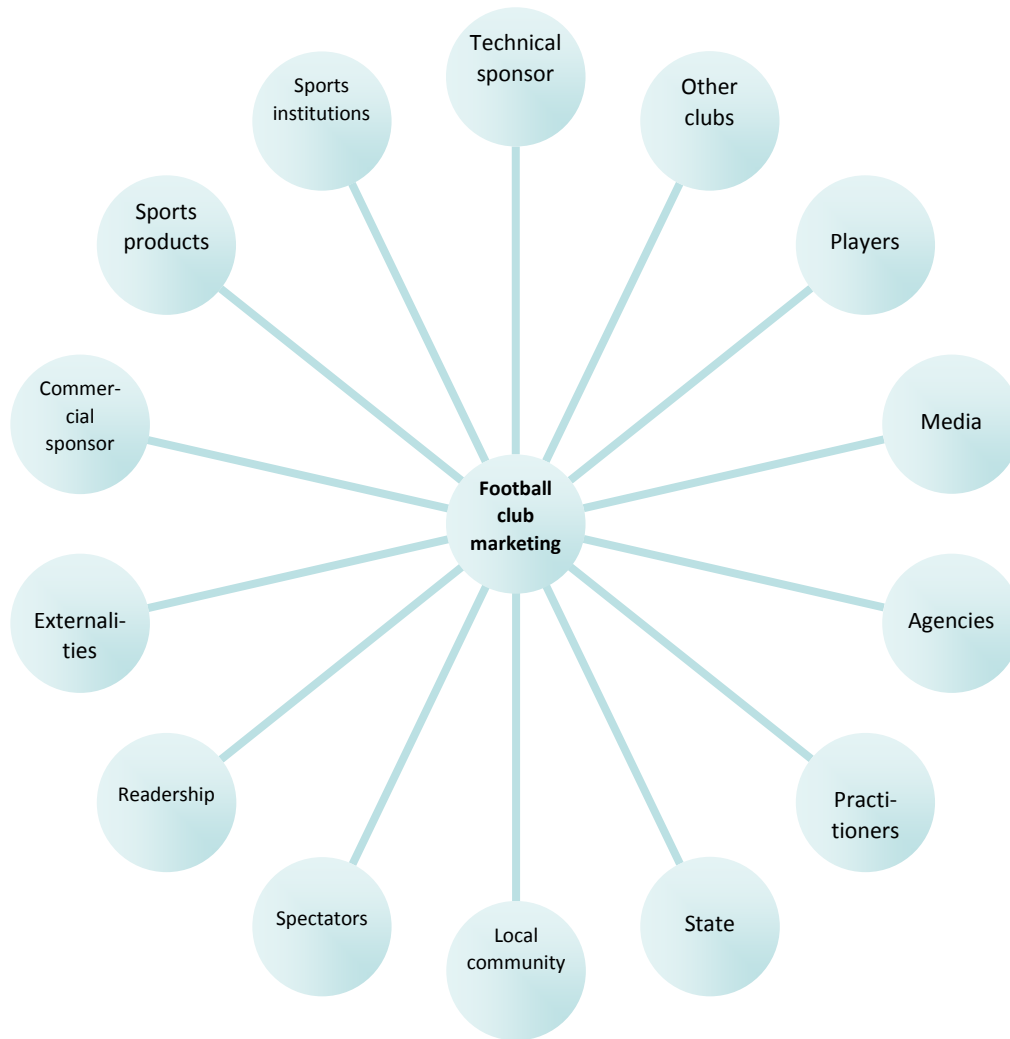 Technical
sponsor
Other
clubs
Players
Media
Agencies
Practi-
tioners
State
Local
community
Spectators
Readership
Externali-
ties
Commer-
cial
sponsor
Sports
products
Sports
institutions
Football
club
marketing